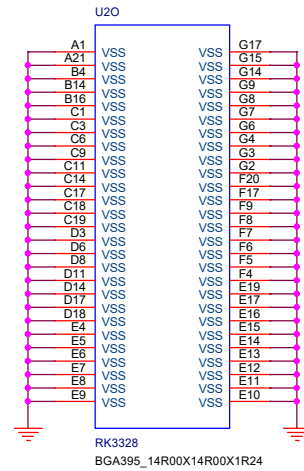 U2O
A1 VSS VSS G17
A21 VSS VSS G15
B4 VSS VSS G14
B14 VSS VSS G9
B16 VSS VSS G8
C1 VSS VSS G7
C3 VSS VSS G6
C6 VSS VSS G4
C9 VSS VSS G3
C11 VSS VSS G2
C14 VSS VSS F20
C17 VSS VSS F17
C18 VSS VSS F9
C19 VSS VSS F8
D3 VSS VSS F7
D6 VSS VSS F6
D8 VSS VSS F5
D11 VSS VSS F4
D14 VSS VSS E19
D17 VSS VSS E17
D18 VSS VSS E16
E4 VSS VSS E15
E5 VSS VSS E14
E6 VSS VSS E13
E7 VSS VSS E12
E8 VSS VSS E11
E9 VSS VSS E10
RK3328
BGA395_14R00X14R00X1R24